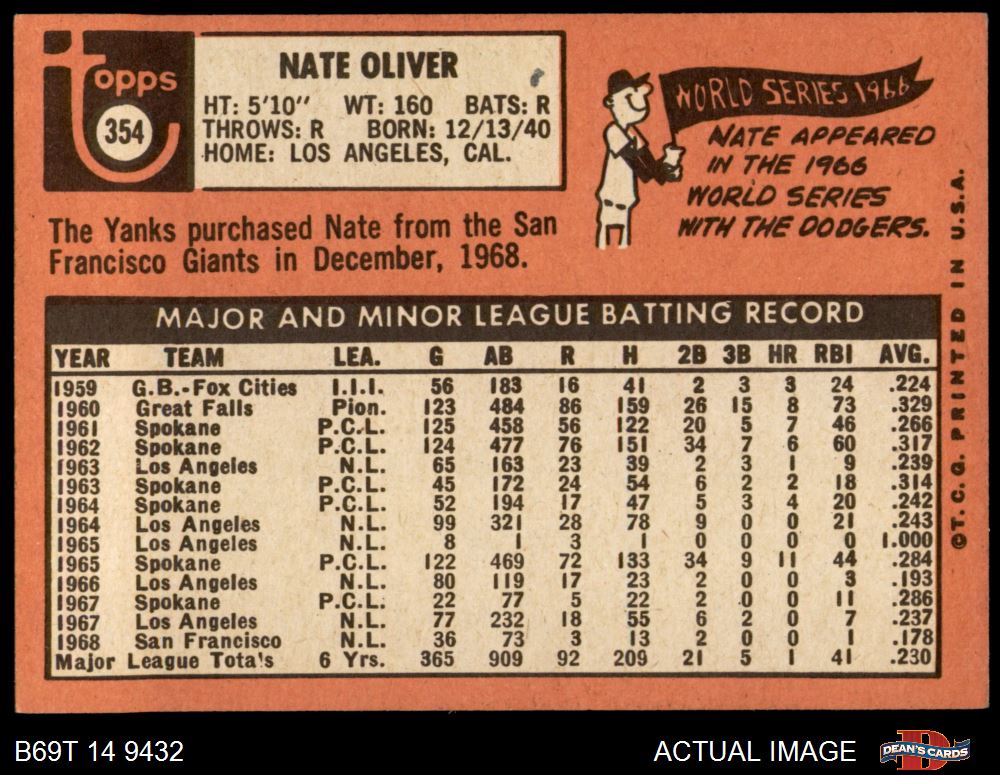 topps
354
NATE OLIVER
HT: 5'10" WT: 160 BATS: R
THROWS: R BORN: 12/13/40
HOME: LOS ANGELES, CAL.
WORLD SERIES 1966
NATE APPEARED
IN THE 1966
WORLD SERIES
WITH THE DODGERS.
The Yanks purchased Nate from the San
Francisco Giants in December, 1968.
MAJOR AND MINOR LEAGUE BATTING RECORD
YEAR TEAM LEA. G AB R H 2B 3B HR RBI AVG.
1959 G.B.-Fox Cities I.I.I. 56 183 16 41 2 3 3 24 .224
1960 Great Falls Pion. 123 484 86 159 26 15 8 73 .329
1961 Spokane P.C.L. 125 458 56 122 20 5 7 46 .266
1962 Spokane P.C.L. 124 477 76 151 34 7 6 60 .317
1963 Los Angeles N.L. 65 163 23 39 2 3 1 9 .239
1963 Spokane P.C.L. 45 172 24 54 6 2 2 18 .314
1964 Spokane P.C.L. 52 194 17 47 5 3 4 20 .242
1964 Los Angeles N.L. 99 321 28 78 9 0 0 21 .243
1965 Los Angeles N.L. 8 1 3 1 0 0 0 0 1.000
1965 Spokane P.C.L. 122 469 72 133 34 9 11 44 .284
1966 Los Angeles N.L. 80 119 17 23 2 0 0 3 .193
1967 Spokane P.C.L. 22 77 5 22 2 0 0 11 .286
1967 Los Angeles N.L. 77 232 18 55 6 2 0 7 .237
1968 San Francisco N.L. 36 73 3 13 2 0 0 1 .178
Major League Tota's 6 Yrs. 365 909 92 209 21 5 1 41 .230
©T.C.G. PRINTED IN U.S.A.
B69T 14 9432
ACTUAL IMAGE
DEAN'S CARDS